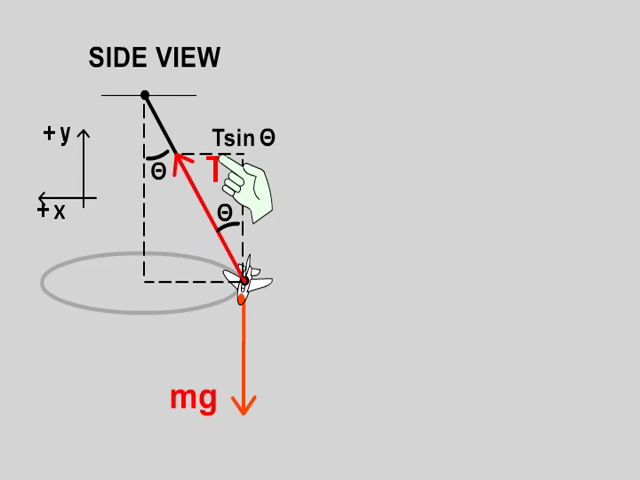 SIDE VIEW
+y
Tsin Θ
T
Θ
+x
Θ
mg